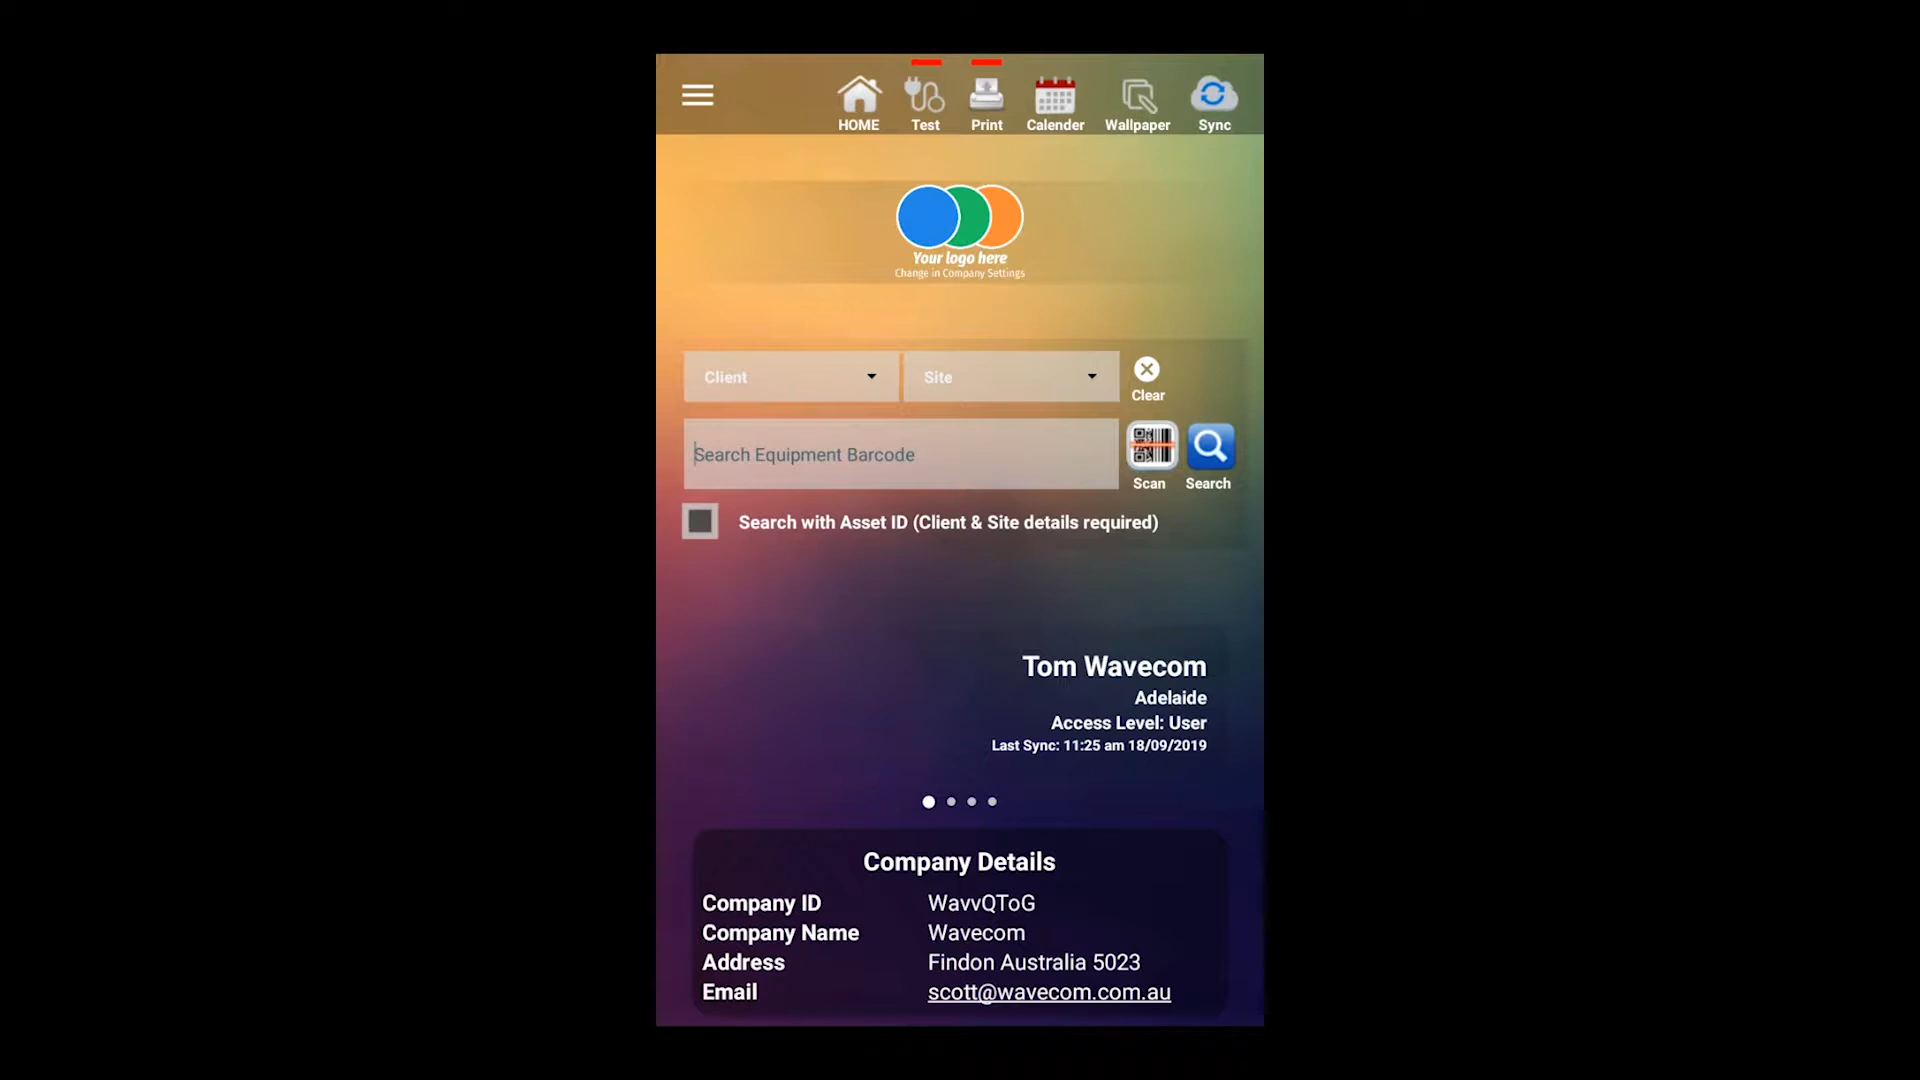 HOME Test Print Calender Wallpaper Sync
Your logo here
Change in Company Settings
Client Site Clear
Search Equipment Barcode
Scan Search
Search with Asset ID (Client & Site details required)
Tom Wavecom
Adelaide
Access Level: User
Last Sync: 11:25 am 18/09/2019
Company Details
Company ID WavvQToG
Company Name Wavecom
Address Findon Australia 5023
Email scott@wavecom.com.au